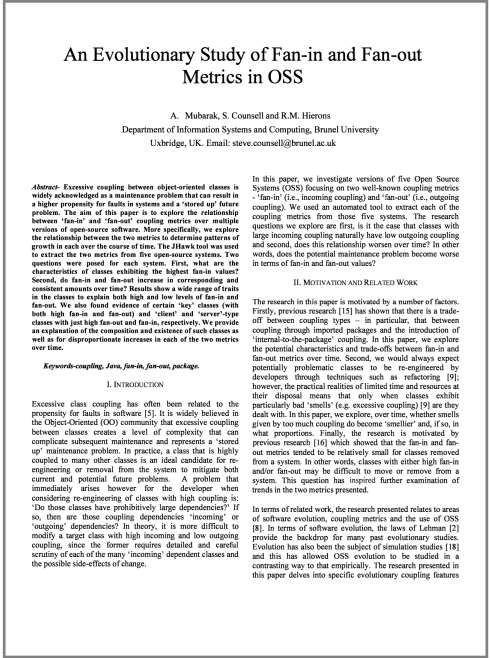 An Evolutionary Study of Fan-in and Fan-out
Metrics in OSS
A. Mubarak, S. Counsell and R.M. Hierons
Department of Information Systems and Computing, Brunel University
Uxbridge, UK. Email: steve.counsell@brunel.ac.uk
Abstract- Excessive coupling between object-oriented classes is
widely acknowledged as a maintenance problem that can result in
a higher propensity for faults in systems and a 'stored up' future
problem. The aim of this paper is to explore the relationship
between 'fan-in' and 'fan-out' coupling metrics over multiple
versions of open-source software. More specifically, we explore
the relationship between the two metrics to determine patterns of
growth in each over the course of time. The JHawk tool was used
to extract the two metrics from five open-source systems. Two
questions were posed for each system. First, what are the
characteristics of classes exhibiting the highest fan-in values?
Second, do fan-in and fan-out increase in corresponding and
consistent amounts over time? Results show a wide range of
traits in the classes to explain both high and low levels of fan-in and
fan-out. We also found evidence of certain 'key' classes (with
both high fan-in and fan-out) and 'client' and 'server'-type
classes with just high fan-out and fan-in, respectively. We provide
an explanation of the composition and existence of such classes as
well as for disproportionate increases in each of the two metrics
over time.
Keywords-coupling, Java, fan-in, fan-out, package.
I. INTRODUCTION
Excessive class coupling has often been related to the
propensity for faults in software [5]. It is widely believed in
the Object-Oriented (OO) community that excessive coupling
between classes creates a level of complexity that can
complicate subsequent maintenance and represents a 'stored
up' maintenance problem. In practice, a class that is highly
coupled to many other classes is an ideal candidate for re-
engineering or removal from the system to mitigate both
current and potential future problems. A problem that
immediately arises however for the developer when
considering re-engineering of classes with high coupling is:
'Do those classes have prohibitively large dependencies?' If
so, then are those coupling dependencies 'incoming' or
'outgoing' dependencies? In theory, it is more difficult to
modify a target class with high incoming and low outgoing
coupling, since the former requires detailed and careful
scrutiny of each of the many 'incoming' dependent classes and
the possible side-effects of change.
In this paper, we investigate versions of five Open Source
Systems (OSS) focusing on two well-known coupling metrics
- 'fan-in' (i.e., incoming coupling) and 'fan-out' (i.e., outgoing
coupling). We used an automated tool to extract each of the
coupling metrics from those five systems. The research
questions we explore are first, is it the case that classes with
large incoming coupling naturally have low outgoing coupling
and second, does this relationship worsen over time? In other
words, does the potential maintenance problem become worse
in terms of fan-in and fan-out values?
II. MOTIVATION AND RELATED WORK
The research in this paper is motivated by a number of factors.
Firstly, previous research [15] has shown that there is a trade-
off between coupling types – in particular, that between
coupling through imported packages and the introduction of
'internal-to-the-package' coupling. In this paper, we explore
the potential characteristics and trade-offs between fan-in and
fan-out metrics over time. Second, we would always expect
potentially problematic classes to be re-engineered by
developers through techniques such as refactoring [9];
however, the practical realities of limited time and resources at
their disposal means that only when classes exhibit
particularly bad 'smells' (e.g. excessive coupling) [9] are they
dealt with. In this paper, we explore, over time, whether smells
given by too much coupling do become 'smellier' and, if so, in
what proportions. Finally, the research is motivated by
previous research [16] which showed that the fan-in and fan-
out metrics tended to be relatively small for classes removed
from a system. In other words, classes with either high fan-in
and/or fan-out may be difficult to move or remove from a
system. This question has inspired further examination of
trends in the two metrics presented.
In terms of related work, the research presented relates to areas
of software evolution, coupling metrics and the use of OSS
[8]. In terms of software evolution, the laws of Lehman [2]
provide the backdrop for many past evolutionary studies.
Evolution has also been the subject of simulation studies [18]
and this has allowed OSS evolution to be studied in a
contrasting way to that empirically. The research presented in
this paper delves into specific evolutionary coupling features